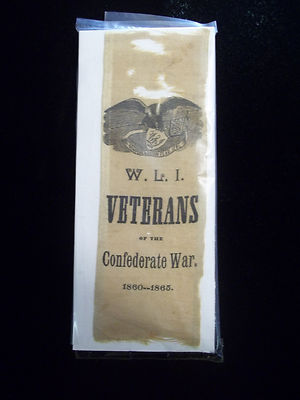 W. L. I.
VETERANS
OF THE
Confederate War.
1860--1865.